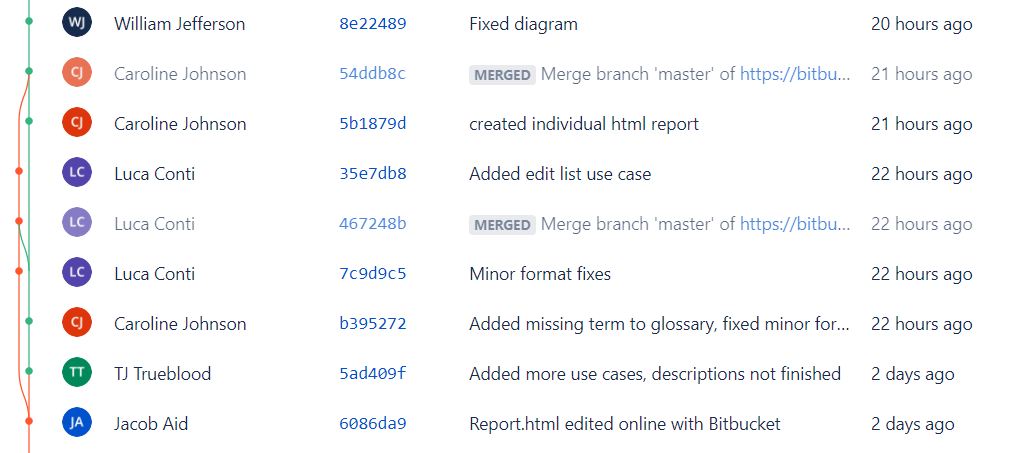 WJ William Jefferson 8e22489 Fixed diagram 20 hours ago
CJ Caroline Johnson 54ddb8c MERGED Merge branch 'master' of https://bitbu... 21 hours ago
CJ Caroline Johnson 5b1879d created individual html report 21 hours ago
LC Luca Conti 35e7db8 Added edit list use case 22 hours ago
LC Luca Conti 467248b MERGED Merge branch 'master' of https://bitbu... 22 hours ago
LC Luca Conti 7c9d9c5 Minor format fixes 22 hours ago
CJ Caroline Johnson b395272 Added missing term to glossary, fixed minor for... 22 hours ago
TT TJ Trueblood 5ad409f Added more use cases, descriptions not finished 2 days ago
JA Jacob Aid 6086da9 Report.html edited online with Bitbucket 2 days ago